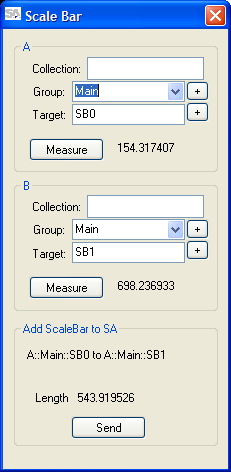 SA Scale Bar
A
Collection:
Group: Main +
Target: SB0 +
Measure 154.317407
B
Collection:
Group: Main +
Target: SB1 +
Measure 698.236933
Add ScaleBar to SA
A::Main::SB0 to A::Main::SB1
Length 543.919526
Send